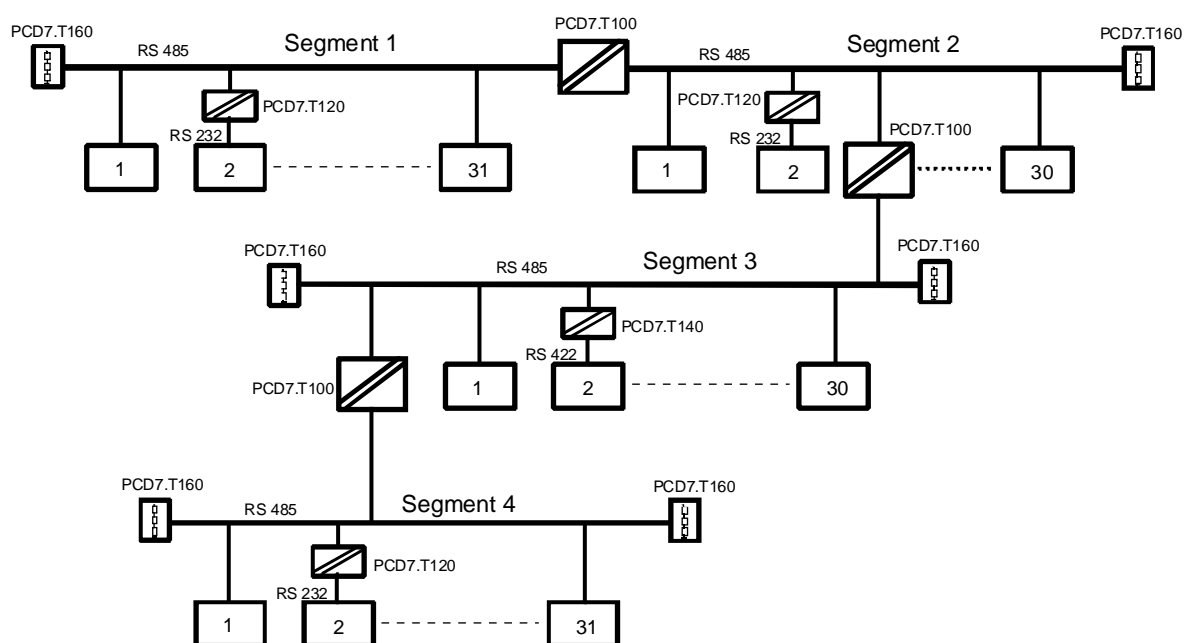 PCD7.T160
RS 485
Segment 1
PCD7.T100
RS 485
Segment 2
PCD7.T160
PCD7.T120
RS 232
1
2
31
PCD7.T120
RS 232
PCD7.T100
1
2
30
PCD7.T160
RS 485
Segment 3
PCD7.T160
PCD7.T140
RS 422
PCD7.T100
1
2
30
PCD7.T160
RS 485
Segment 4
PCD7.T160
PCD7.T120
RS 232
1
2
31